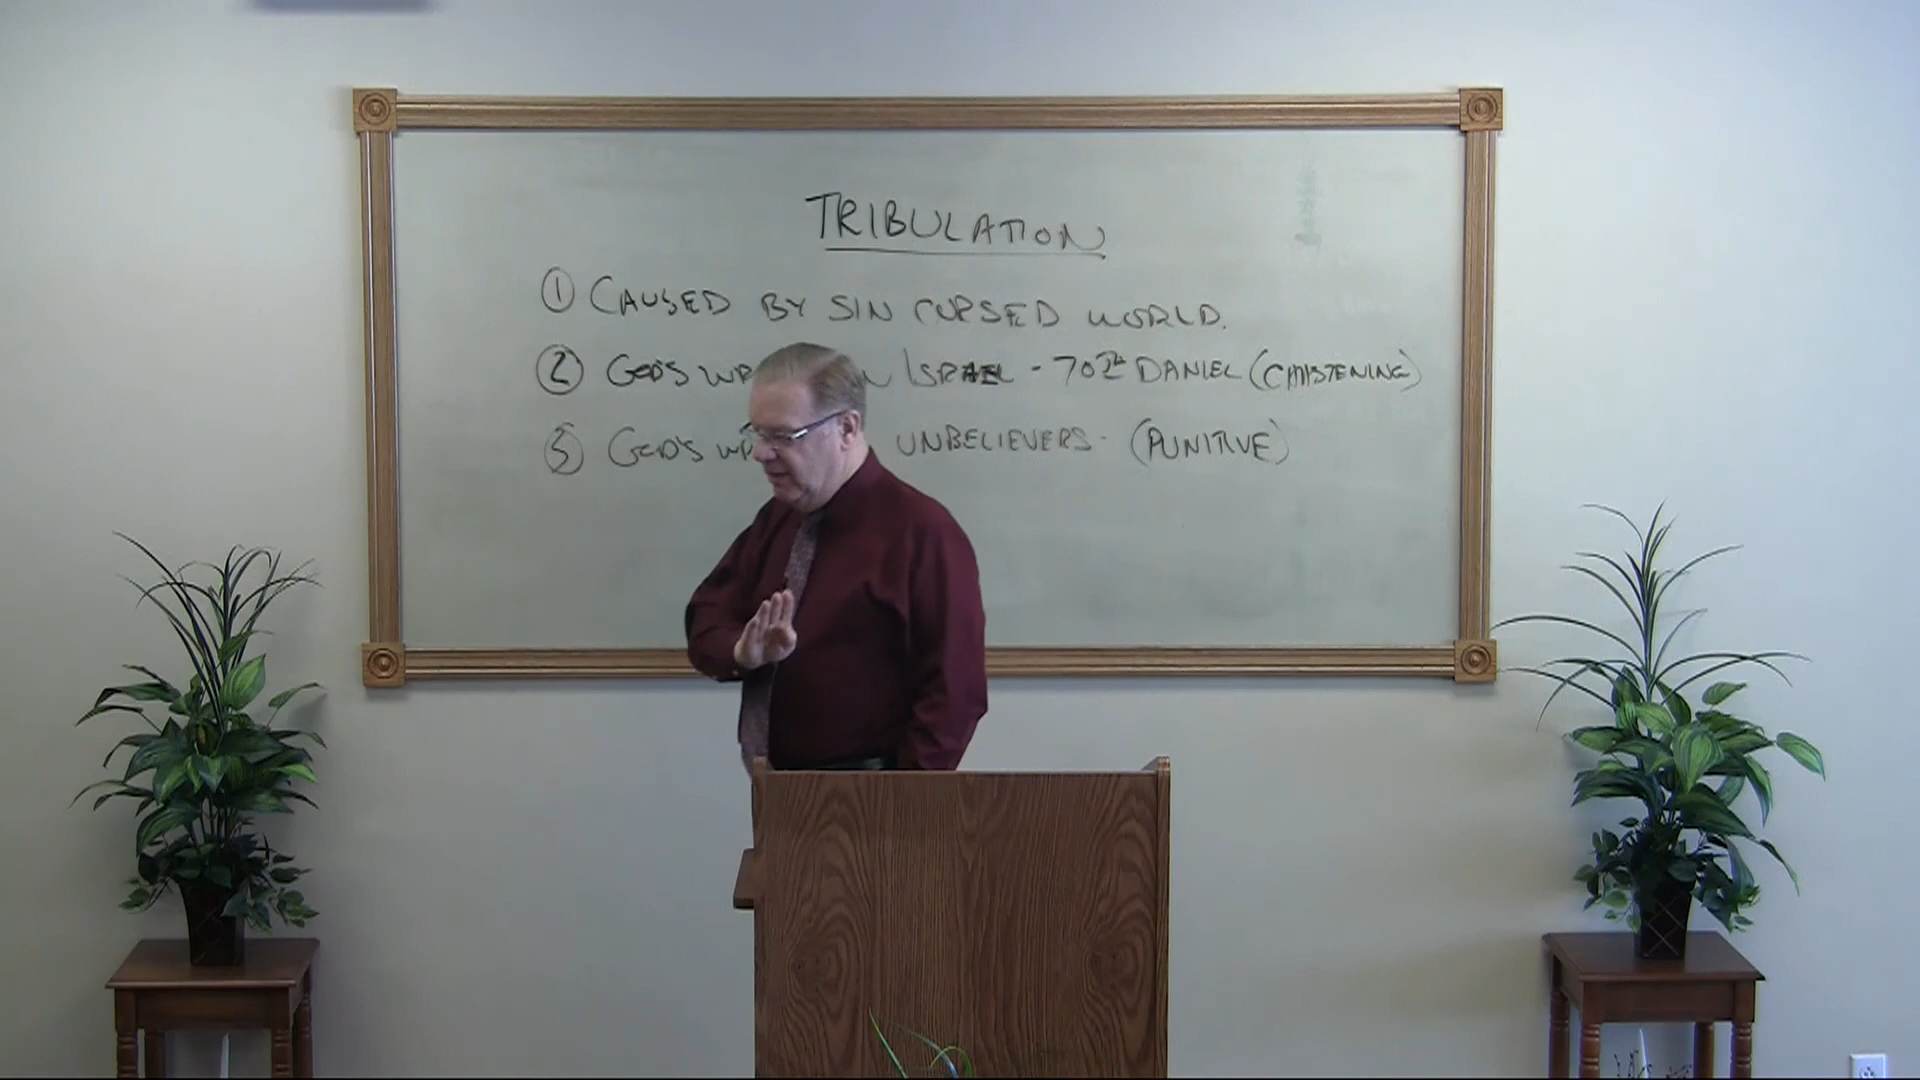 TRIBULATION
① CAUSED BY SIN CURSED WORLD.
② GOD'S WR N ISRAEL - 70TH DANIEL (CHASTENING)
③ GOD'S WR UNBELIEVERS - (PUNITIVE)